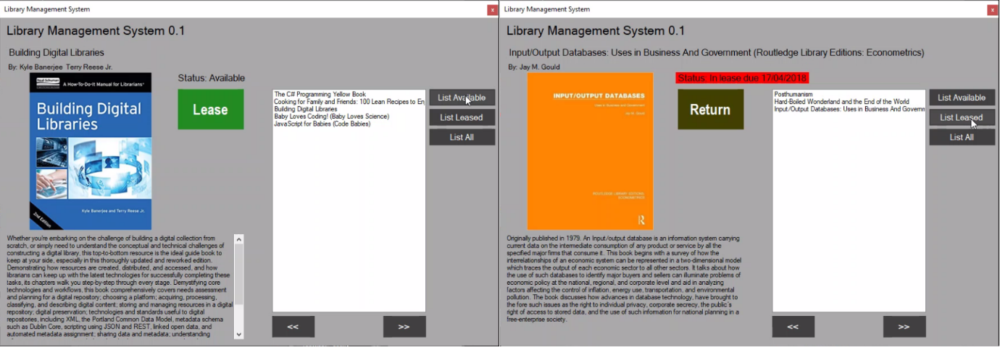 Library Management System
x
Library Management System 0.1
Building Digital Libraries
By: Kyle Banerjee Terry Reese Jr.
Neal-Schuman
A How-To-Do-It Manual for Librarians
Building Digital
Libraries
2nd Edition
Kyle Banerjee and Terry Reese Jr.
Status: Available
Lease
The C# Programming Yellow Book
Cooking for Family and Friends: 100 Lean Recipes to En
Building Digital Libraries
Baby Loves Coding! (Baby Loves Science)
JavaScript for Babies (Code Babies)
List Available
List Leased
List All
Whether you're embarking on the challenge of building a digital collection from
scratch, or simply need to understand the conceptual and technical challenges of
constructing a digital library, this top-to-bottom resource is the ideal guide book to
keep at your side, especially in this thoroughly updated and reworked edition.
Demonstrating how resources are created, distributed, and accessed, and how
librarians can keep up with the latest technologies for successfully completing these
tasks, its chapters walk you step-by-step through every stage. Demystifying core
technologies and workflows, this book comprehensively covers needs assessment
and planning for a digital repository; choosing a platform; acquiring, processing,
classifying, and describing digital content; storing and managing resources in a digital
repository; digital preservation; technologies and standards useful to digital
repositories, including XML, the Portland Common Data Model, metadata schema
such as Dublin Core, scripting using JSON and REST, linked open data, and
automated metadata assignment; sharing data and metadata; understanding
<<
>>
Library Management System
x
Library Management System 0.1
Input/Output Databases: Uses in Business And Government (Routledge Library Editions: Econometrics)
By: Jay M. Gould
INPUT/OUTPUT DATABASES
Uses in Business and Government
Jay M. Gould
ROUTLEDGE LIBRARY EDITIONS:
ECONOMETRICS
R
Status: In lease due 17/04/2018
Return
Posthumanism
Hard-Boiled Wonderland and the End of the World
Input/Output Databases: Uses in Business And Governm
List Available
List Leased
List All
Originally published in 1979. An Input/output database is an information system carrying
current data on the intermediate consumption of any product or service by all the
specified major firms that consume it. This book begins with a survey of how the
interrelationships of an economic system can be represented in a two-dimensional model
which traces the output of each economic sector to all other sectors. It talks about how
the use of such databases to identify major buyers and sellers can illuminate problems of
economic policy at the national, regional, and corporate level and aid in analyzing
factors affecting the control of inflation, energy use, transportation, and environmental
pollution. The book discusses how advances in database technology, have brought to
the fore such issues as the right to individual privacy, corporate secrecy, the public's
right of access to stored data, and the use of such information for national planning in a
free-enterprise society.
<<
>>